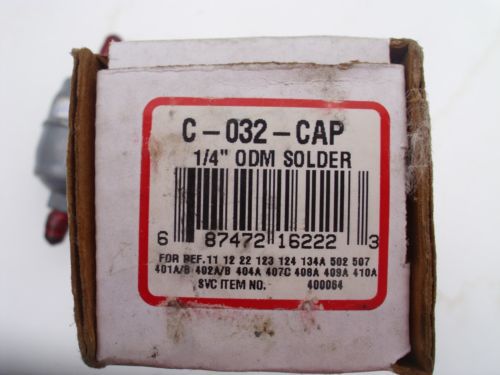 C-032-CAP
1/4" ODM SOLDER
6 87472 16222 3
FOR REF.11 12 22 123 124 134A 502 507
401A/B 402A/B 404A 407C 408A 409A 410A
SVC ITEM NO. 400064